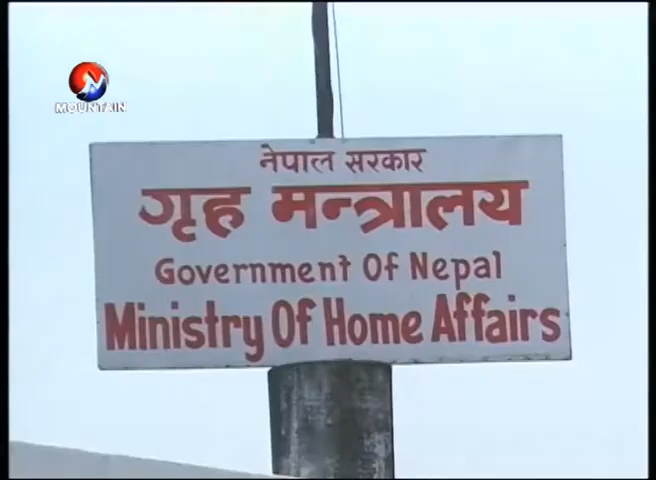 MOUNTAIN
नेपाल सरकार
गृह मन्त्रालय
Government Of Nepal
Ministry Of Home Affairs